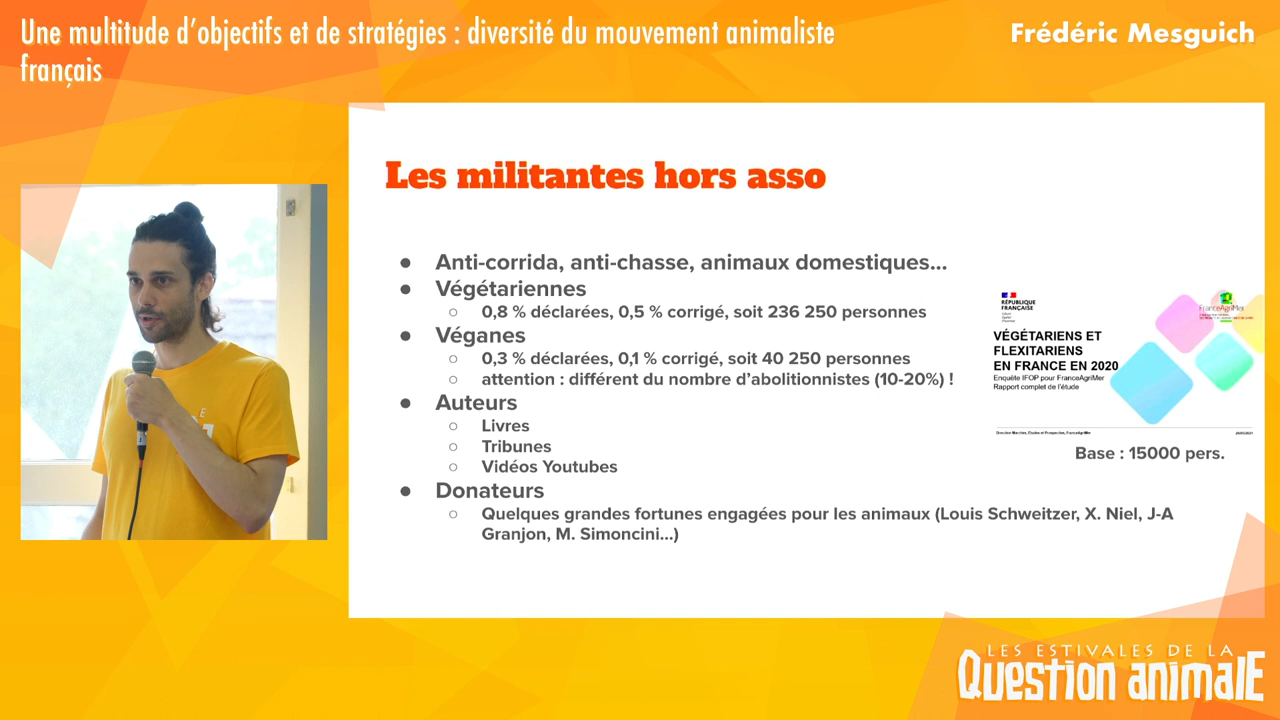 Une multitude d'objectifs et de stratégies : diversité du mouvement animaliste
français
Frédéric Mesguich
Les militantes hors asso
● Anti-corrida, anti-chasse, animaux domestiques...
● Végétariennes
○ 0,8 % déclarées, 0,5 % corrigé, soit 236 250 personnes
● Véganes
○ 0,3 % déclarées, 0,1 % corrigé, soit 40 250 personnes
○ attention : différent du nombre d'abolitionnistes (10-20%) !
● Auteurs
○ Livres
○ Tribunes
○ Vidéos Youtubes
● Donateurs
○ Quelques grandes fortunes engagées pour les animaux (Louis Schweitzer, X. Niel, J-A
Granjon, M. Simoncini...)
RÉPUBLIQUE
FRANÇAISE
FranceAgriMer
VÉGÉTARIENS ET
FLEXITARIENS
EN FRANCE EN 2020
Enquête IFOP pour FranceAgriMer
Rapport complet de l'étude
Base : 15000 pers.
LES ESTIVALES DE LA
QUESTION ANIMALE